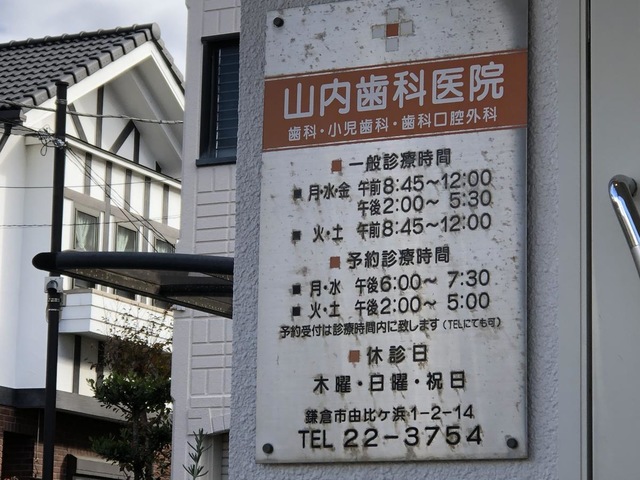 山内歯科医院
歯科・小児歯科・歯科口腔外科
■ 一般診療時間
■ 月・水・金 午前8:45～12:00
午後2:00～ 5:30
■ 火・土 午前8:45～12:00
■ 予約診療時間
■ 月・水 午後6:00～ 7:30
■ 火・土 午後2:00～ 5:00
予約受付は診療時間内に致します(TELにても可)
■ 休診日
木曜・日曜・祝日
鎌倉市由比ヶ浜1-2-14
TEL 22-3754